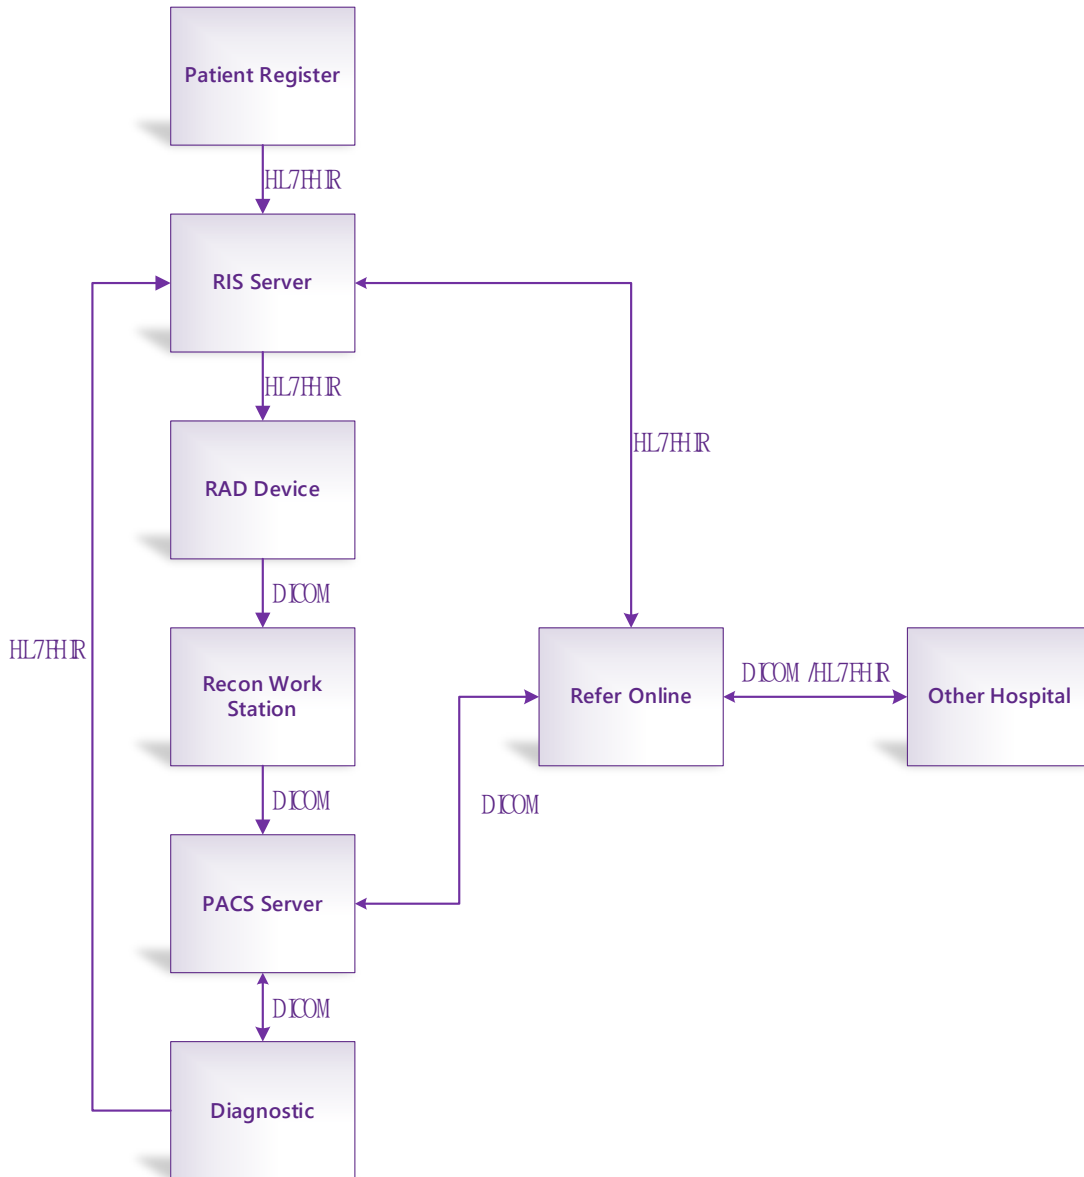 Patient Register
HL7FHIR
RIS Server
HL7FHIR
RAD Device
HL7FHIR
DICOM
HL7FHIR
Recon Work
Station
Refer Online
DICOM /HL7FHIR
Other Hospital
DICOM
DICOM
PACS Server
DICOM
Diagnostic